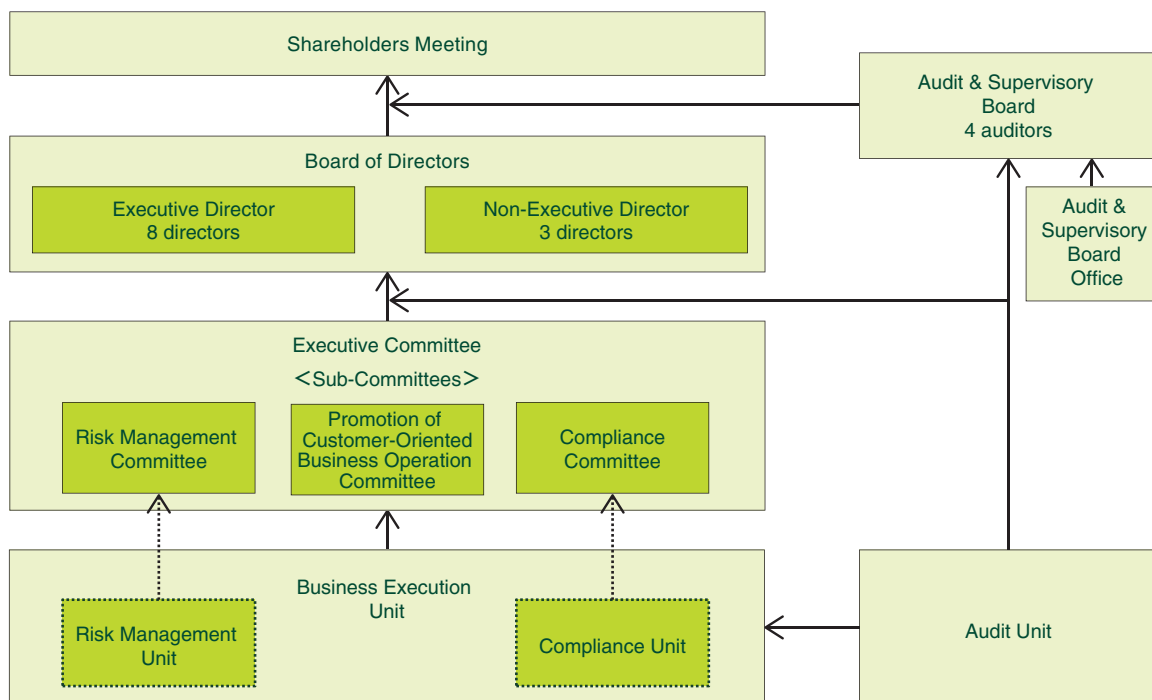 Shareholders Meeting
Audit & Supervisory
Board
4 auditors
Board of Directors
Executive Director
8 directors
Non-Executive Director
3 directors
Audit &
Supervisory
Board
Office
Executive Committee
<Sub-Committees>
Risk Management
Committee
Promotion of
Customer-Oriented
Business Operation
Committee
Compliance
Committee
Business Execution
Unit
Risk Management
Unit
Compliance Unit
Audit Unit